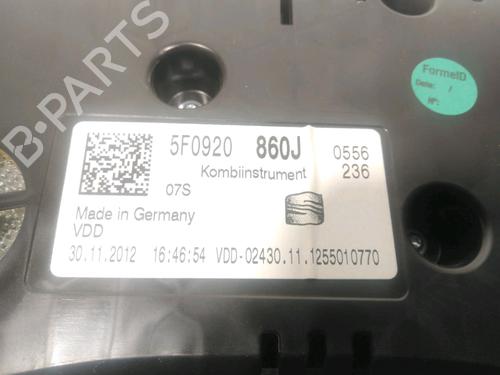 B-PARTS
FormelD
Date: /
N°:
5F0920 860J 0556
Kombiinstrument 236
07S
Made in Germany
VDD
30.11.2012 16:46:54 VDD-02430.11.1255010770